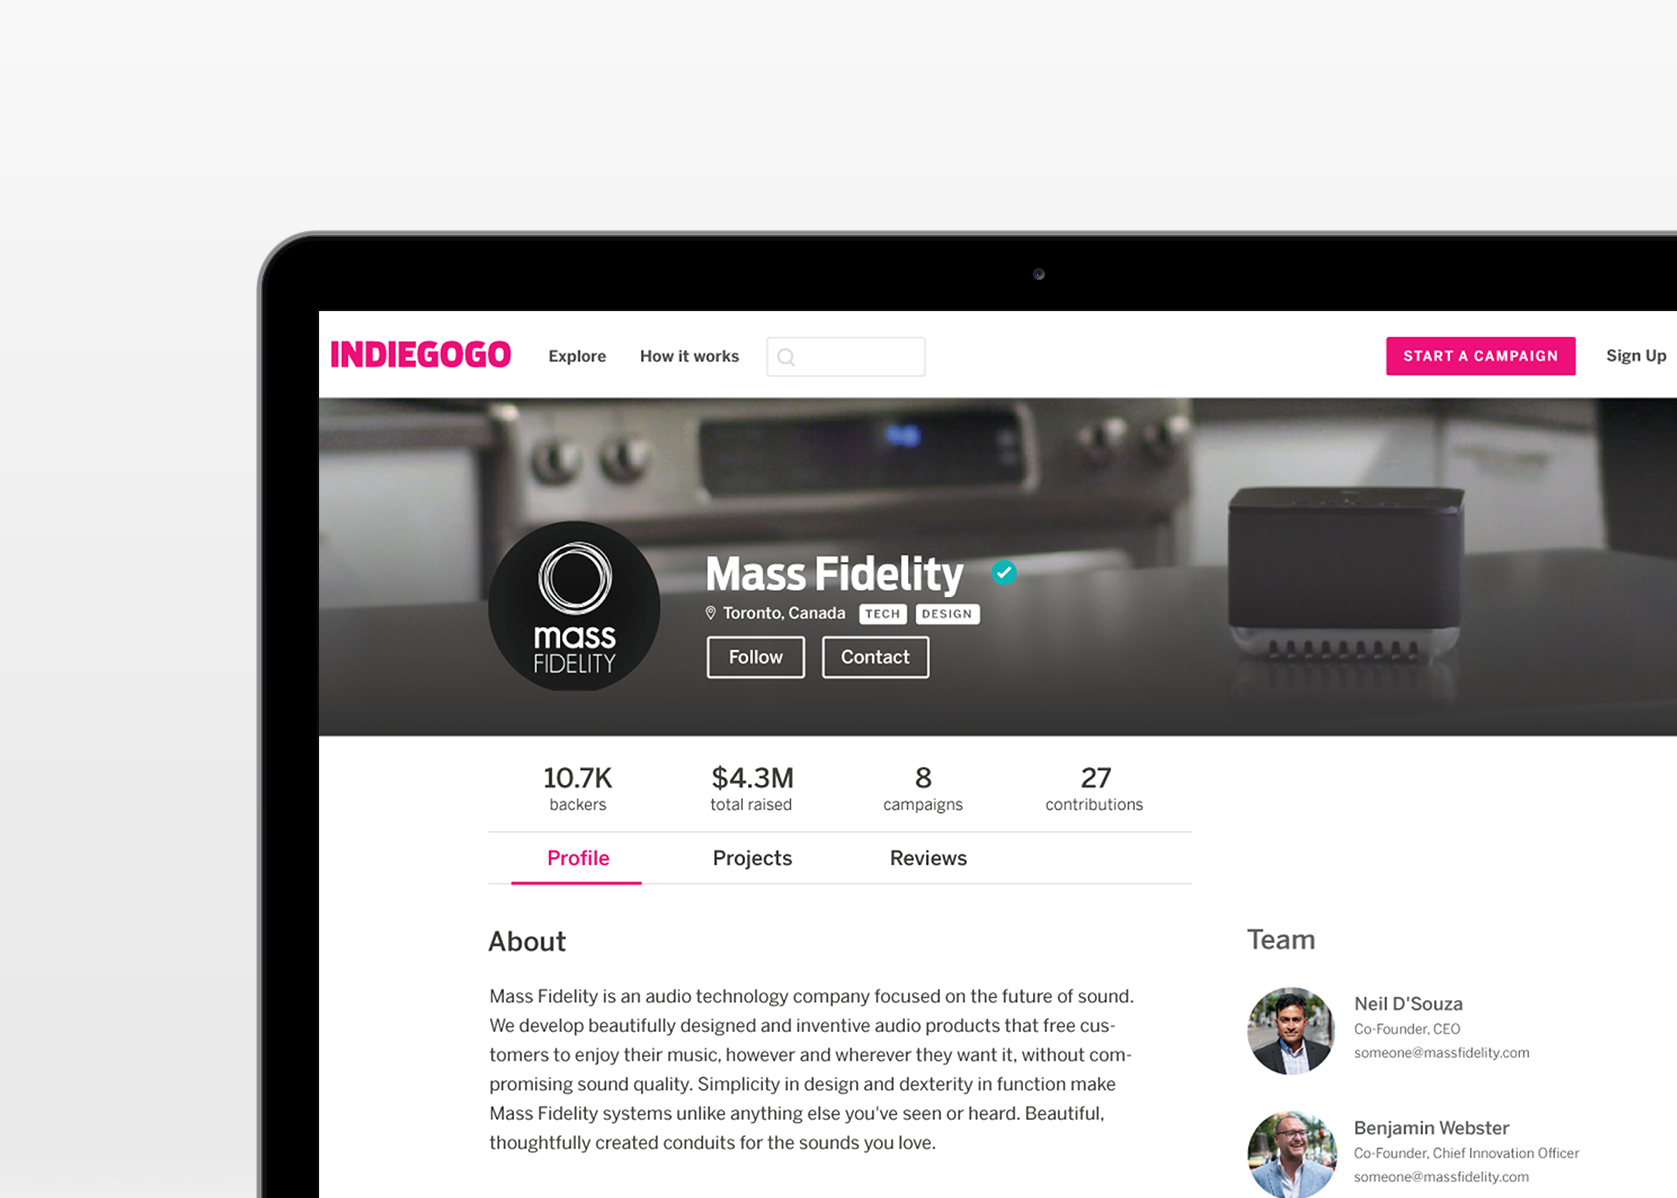 INDIEGOGO Explore How it works START A CAMPAIGN Sign Up
mass
FIDELITY
Mass Fidelity
Toronto, Canada TECH DESIGN
Follow Contact
10.7K $4.3M 8 27
backers total raised campaigns contributions
Profile Projects Reviews
About
Mass Fidelity is an audio technology company focused on the future of sound.
We develop beautifully designed and inventive audio products that free cus-
tomers to enjoy their music, however and wherever they want it, without com-
promising sound quality. Simplicity in design and dexterity in function make
Mass Fidelity systems unlike anything else you've seen or heard. Beautiful,
thoughtfully created conduits for the sounds you love.
Team
Neil D'Souza
Co-Founder, CEO
someone@massfidelity.com
Benjamin Webster
Co-Founder, Chief Innovation Officer
someone@massfidelity.com